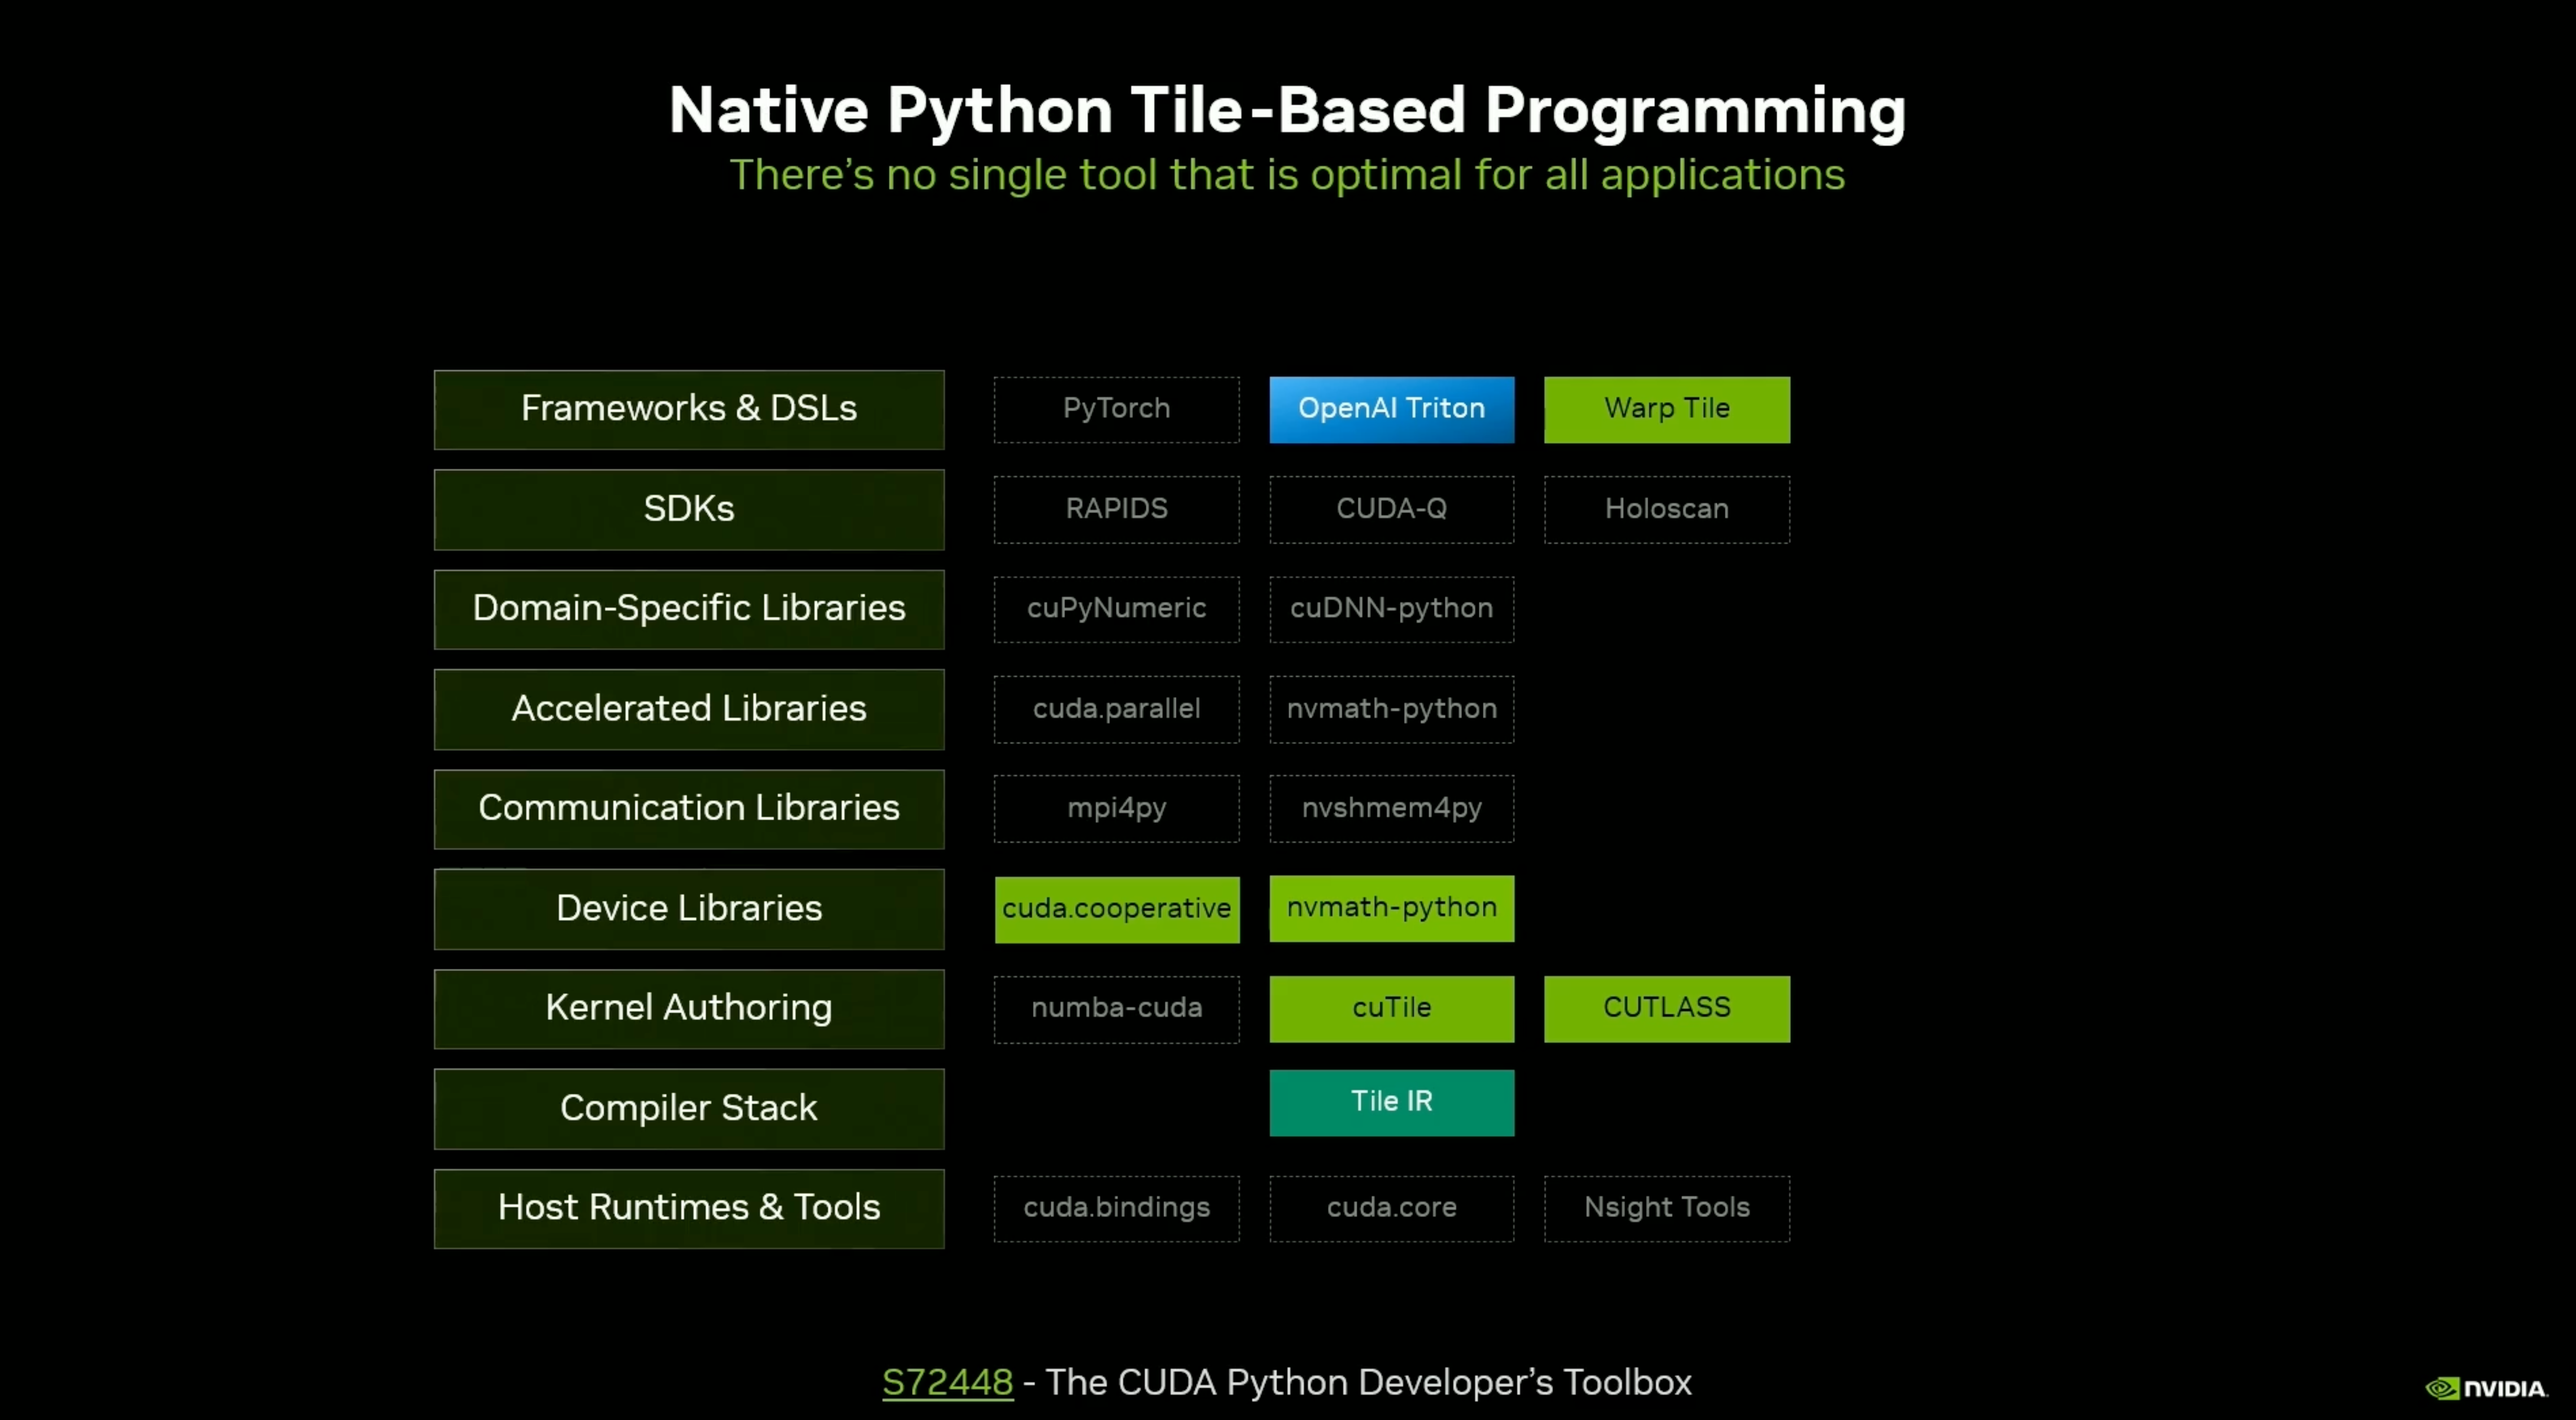 Native Python Tile-Based Programming
There's no single tool that is optimal for all applications
Frameworks & DSLs
PyTorch
OpenAI Triton
Warp Tile
SDKs
RAPIDS
CUDA-Q
Holoscan
Domain-Specific Libraries
cuPyNumeric
cuDNN-python
Accelerated Libraries
cuda.parallel
nvmath-python
Communication Libraries
mpi4py
nvshmem4py
Device Libraries
cuda.cooperative
nvmath-python
Kernel Authoring
numba-cuda
cuTile
CUTLASS
Compiler Stack
Tile IR
Host Runtimes & Tools
cuda.bindings
cuda.core
Nsight Tools
S72448 - The CUDA Python Developer's Toolbox
NVIDIA.